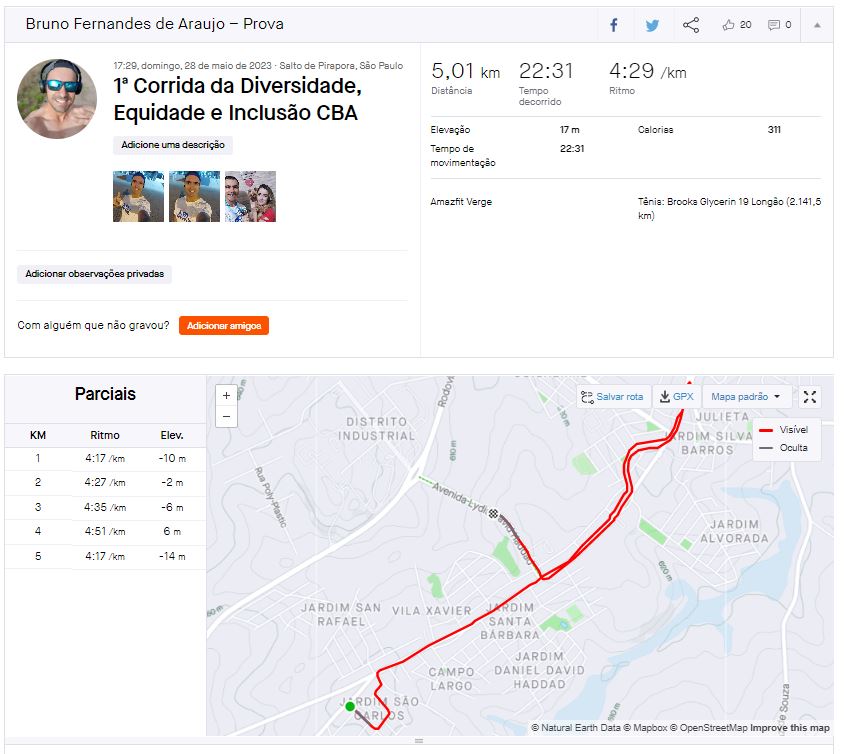 Bruno Fernandes de Araujo – Prova
20
0
17:29, domingo, 28 de maio de 2023 · Salto de Pirapora, São Paulo
1ª Corrida da Diversidade,
Equidade e Inclusão CBA
Adicione uma descrição
Adicionar observações privadas
Com alguém que não gravou? Adicionar amigos
5,01 km 22:31 4:29 /km
Distância Tempo decorrido Ritmo
Elevação 17 m Calorias 311
Tempo de movimentação 22:31
Amazfit Verge
Tênis: Brooks Glycerin 19 Longão (2.141,5
km)
Parciais
KM Ritmo Elev.
1 4:17 /km -10 m
2 4:27 /km -2 m
3 4:35 /km -6 m
4 4:51 /km 6 m
5 4:17 /km -14 m
+
−
Salvar rota
GPX
Mapa padrão
Visível
Oculta
640 m
Rodovi
DISTRITO
INDUSTRIAL
610 m
JULIETA
JARDIM SILVA
BARROS
Rua Poly-Plastic
Avenida Lydi
JARDIM
ALVORADA
600 m
JARDIM SAN
RAFAEL
VILA XAVIER
JARDIM
SANTA
BÁRBARA
JARDIM
DANIEL DAVID
HADDAD
CAMPO
LARGO
JARDIM SÃO
CARLOS
610 m
de Souza
© Natural Earth Data © Mapbox © OpenStreetMap Improve this map